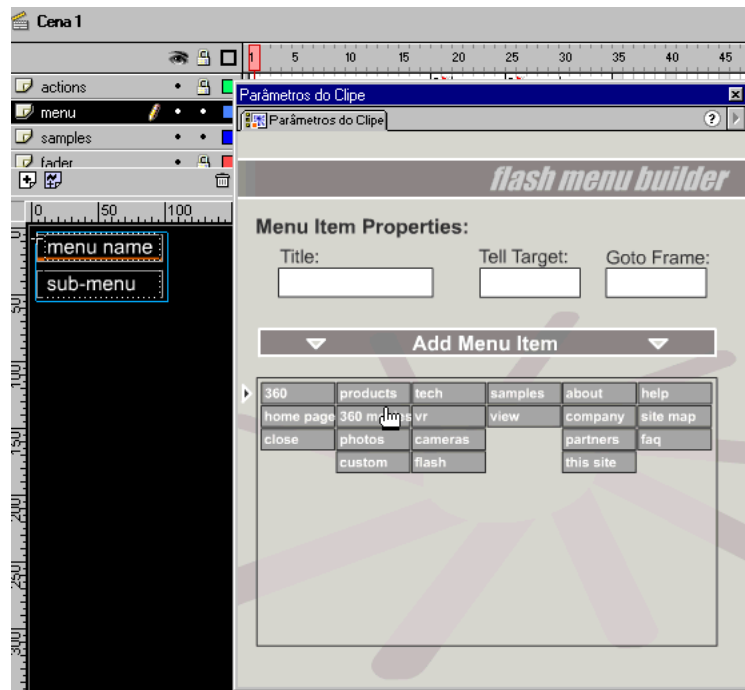 Cena 1
1 5 10 15 20 25 30 35 40 45
actions
menu
samples
fader
Parâmetros do Clipe
Parâmetros do Clipe
?
flash menu builder
0 50 100
menu name
sub-menu
50
100
150
200
250
300
Menu Item Properties:
Title: Tell Target: Goto Frame:
Add Menu Item
360 products tech samples about help
home page 360 vr view company site map
close photos cameras partners faq
custom flash this site